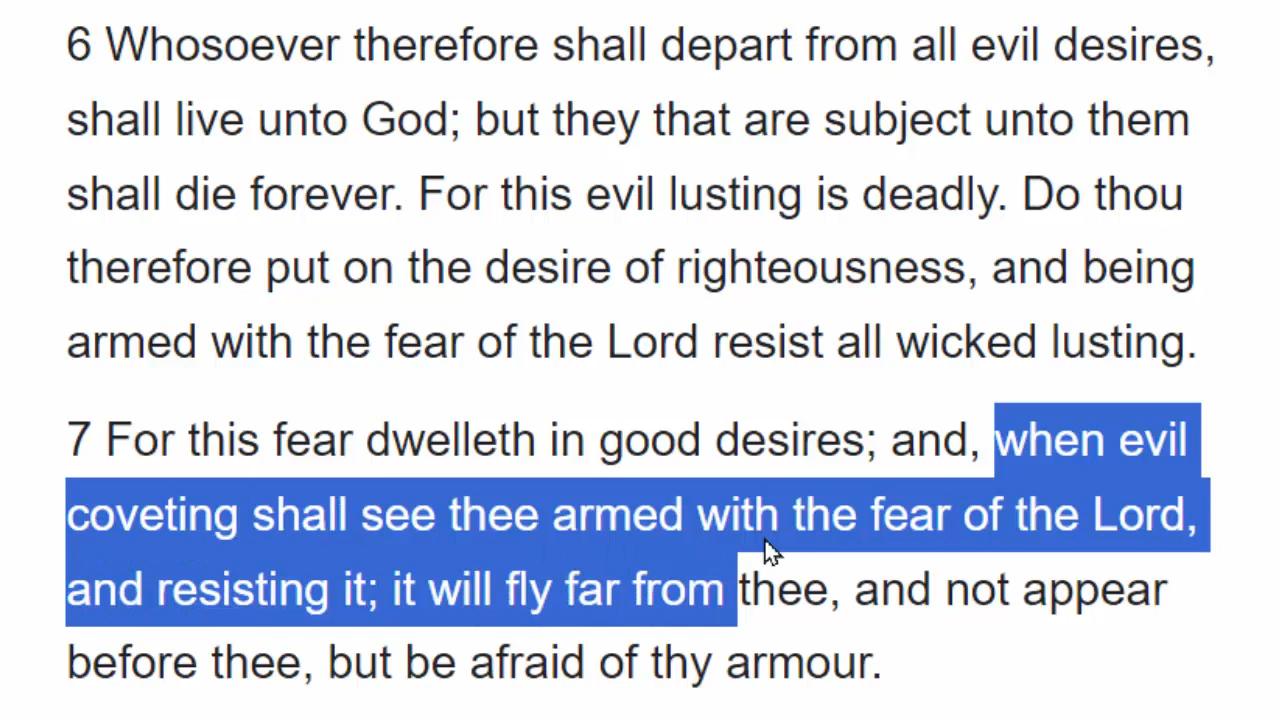 6 Whosoever therefore shall depart from all evil desires,
shall live unto God; but they that are subject unto them
shall die forever. For this evil lusting is deadly. Do thou
therefore put on the desire of righteousness, and being
armed with the fear of the Lord resist all wicked lusting.
7 For this fear dwelleth in good desires; and, when evil
coveting shall see thee armed with the fear of the Lord,
and resisting it; it will fly far from thee, and not appear
before thee, but be afraid of thy armour.